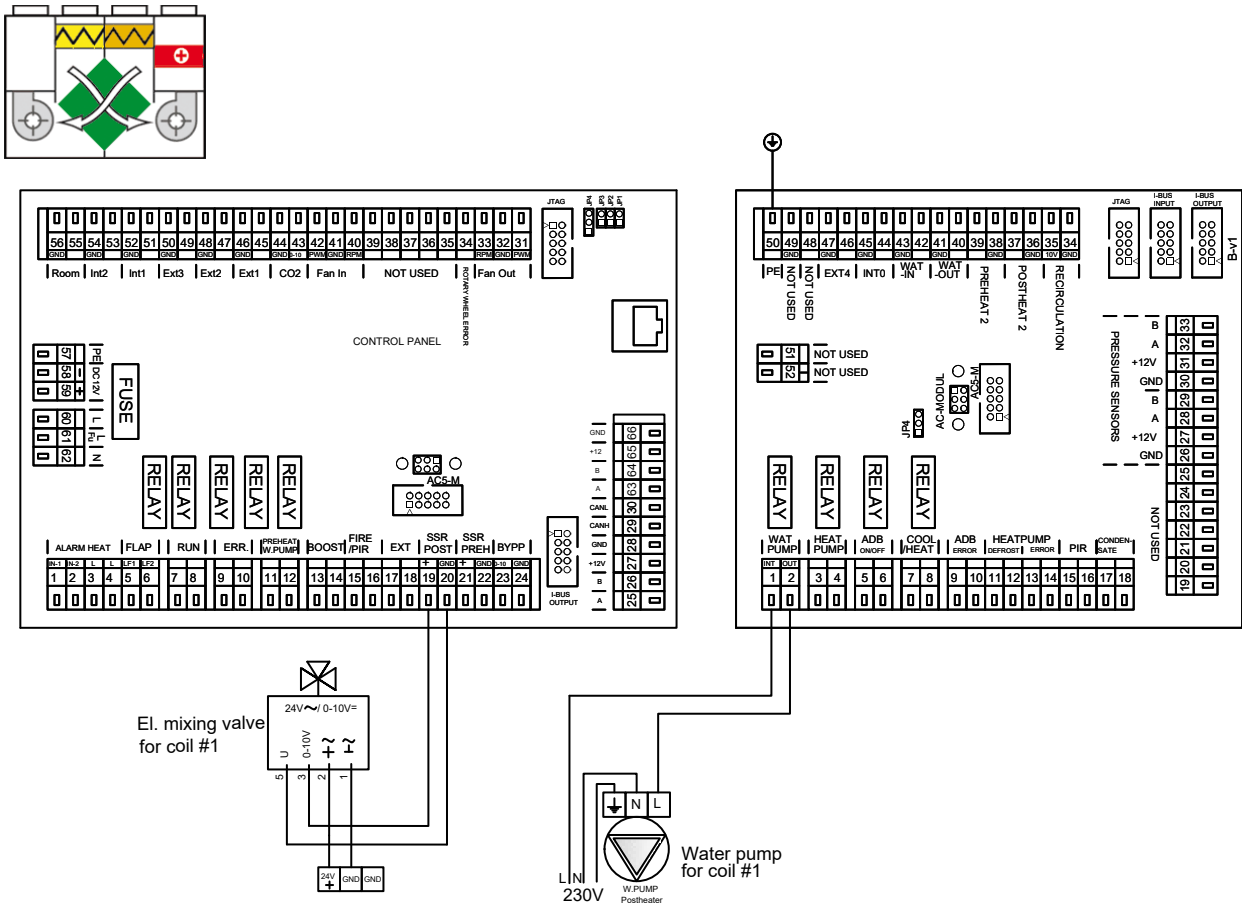 JTAG
JP4
JP3
JP2
JP1
56 55 54 53 52 51 50 49 48 47 46 45 44 43 42 41 40 39 38 37 36 35 34 33 32 31
GND GND GND GND GND GND GND 0-10 PWM GND RPM RPM GND PWM
Room Int2 Int1 Ext3 Ext2 Ext1 CO2 Fan In NOT USED ROTARY WHEEL ERROR Fan Out
CONTROL PANEL
57 PE
58 - DC12V
59 +
60 L
61 L Fu
62 N
FUSE
RELAY
RELAY
RELAY
RELAY
RELAY
AC5-M
GND 66
+12 65
B 64
A 63
CANL 30
CANH 29
GND 28
+12V 27
B 26
A 25
I-BUS
OUTPUT
ALARM HEAT FLAP RUN ERR. PREHEAT W.PUMP BOOST FIRE /PIR EXT SSR POST SSR PREH BYPP
IN-1 IN-2 L L LF1 LF2 + GND + GND 0-10 GND
1 2 3 4 5 6 7 8 9 10 11 12 13 14 15 16 17 18 19 20 21 22 23 24
El. mixing valve
for coil #1
24V~/ 0-10V=
U 0-10V + ~ ~
5 3 2 1
24V + GND GND
JTAG
I-BUS
INPUT
I-BUS
OUTPUT
B-V1
50 49 48 47 46 45 44 43 42 41 40 39 38 37 36 35 34
GND GND GND GND GND GND GND 10V GND
PE NOT USED NOT USED EXT4 INT0 WAT -IN WAT -OUT PREHEAT 2 POSTHEAT 2 RECIRCULATION
51 NOT USED
52 NOT USED
AC-MODUL
AC5-M
JP4
PRESSURE SENSORS
B 33
A 32
+12V 31
GND 30
B 29
A 28
+12V 27
GND 26
25
24
23
22
21
20
19
NOT USED
RELAY
RELAY
RELAY
RELAY
WAT PUMP HEAT PUMP ADB ON/OFF COOL /HEAT ADB ERROR HEATPUMP DEFROST ERROR PIR CONDEN- SATE
INT OUT
1 2 3 4 5 6 7 8 9 10 11 12 13 14 15 16 17 18
N L
L N
230V
W.PUMP
Postheater
Water pump
for coil #1